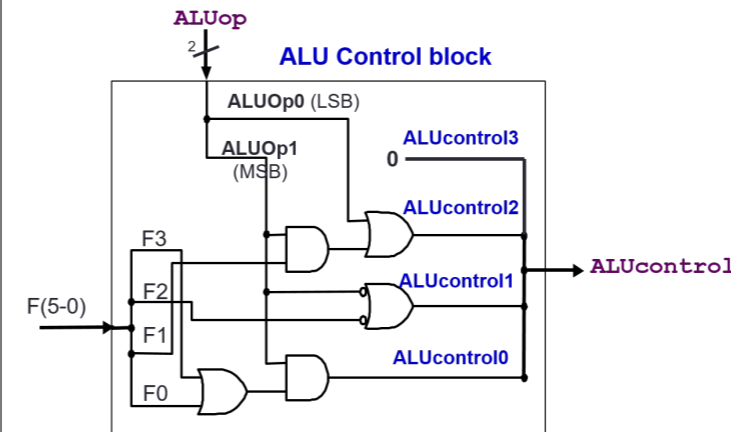 ALUop
2
ALU Control block
ALUOp0 (LSB)
ALUOp1
(MSB)
0
ALUcontrol3
ALUcontrol2
ALUcontrol
ALUcontrol1
F3
F2
F(5-0)
F1
ALUcontrol0
F0